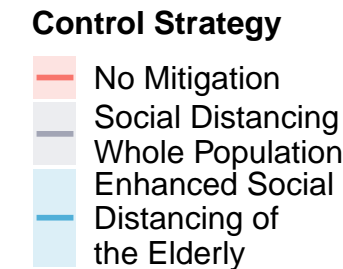 Control Strategy
No Mitigation
Social Distancing
Whole Population
Enhanced Social
Distancing of
the Elderly